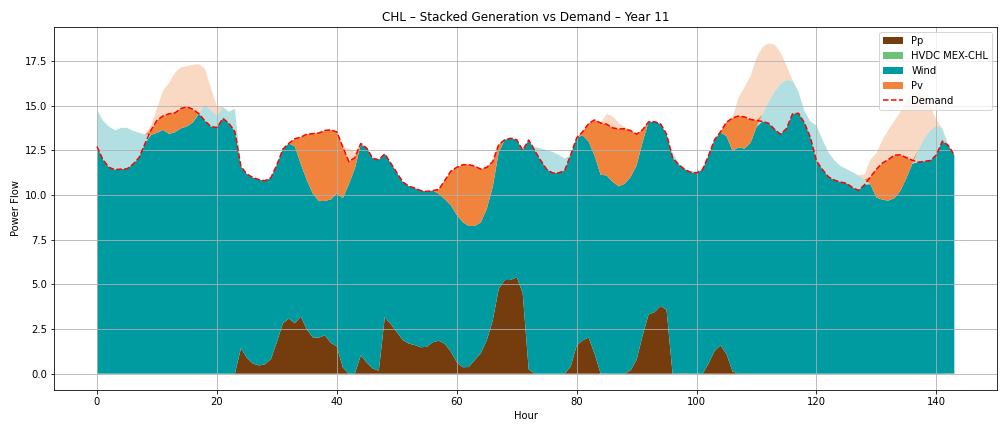 CHL – Stacked Generation vs Demand – Year 11
Pp
HVDC MEX-CHL
Wind
Pv
Demand
Power Flow
17.5
15.0
12.5
10.0
7.5
5.0
2.5
0.0
0 20 40 60 80 100 120 140
Hour